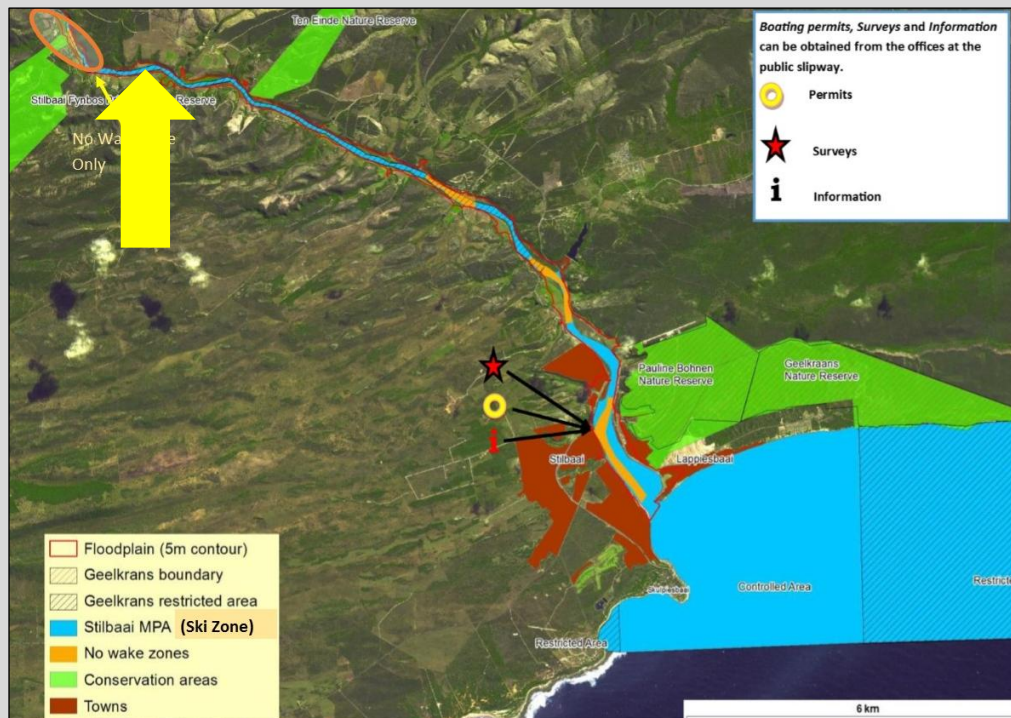 Ten Einde Nature Reserve
Boating permits, Surveys and Information
can be obtained from the offices at the
public slipway.
Permits
Surveys
i
Information
Stilbaai Fynbos
Reserve
No
Only
Pauline Bohnen
Nature Reserve
Geelkraans
Nature Reserve
i
Stilbaai
Lappiesbaai
Controlled Area
Restricted Area
Floodplain (5m contour)
Geelkrans boundary
Geelkrans restricted area
Stilbaai MPA (Ski Zone)
No wake zones
Conservation areas
Towns
6 km